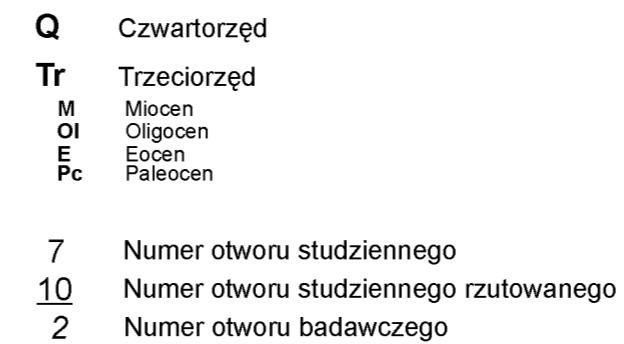 Q Czwartorzęd
Tr Trzeciorzęd
M Miocen
Ol Oligocen
E Eocen
Pc Paleocen
7 Numer otworu studziennego
10 Numer otworu studziennego rzutowanego
2 Numer otworu badawczego